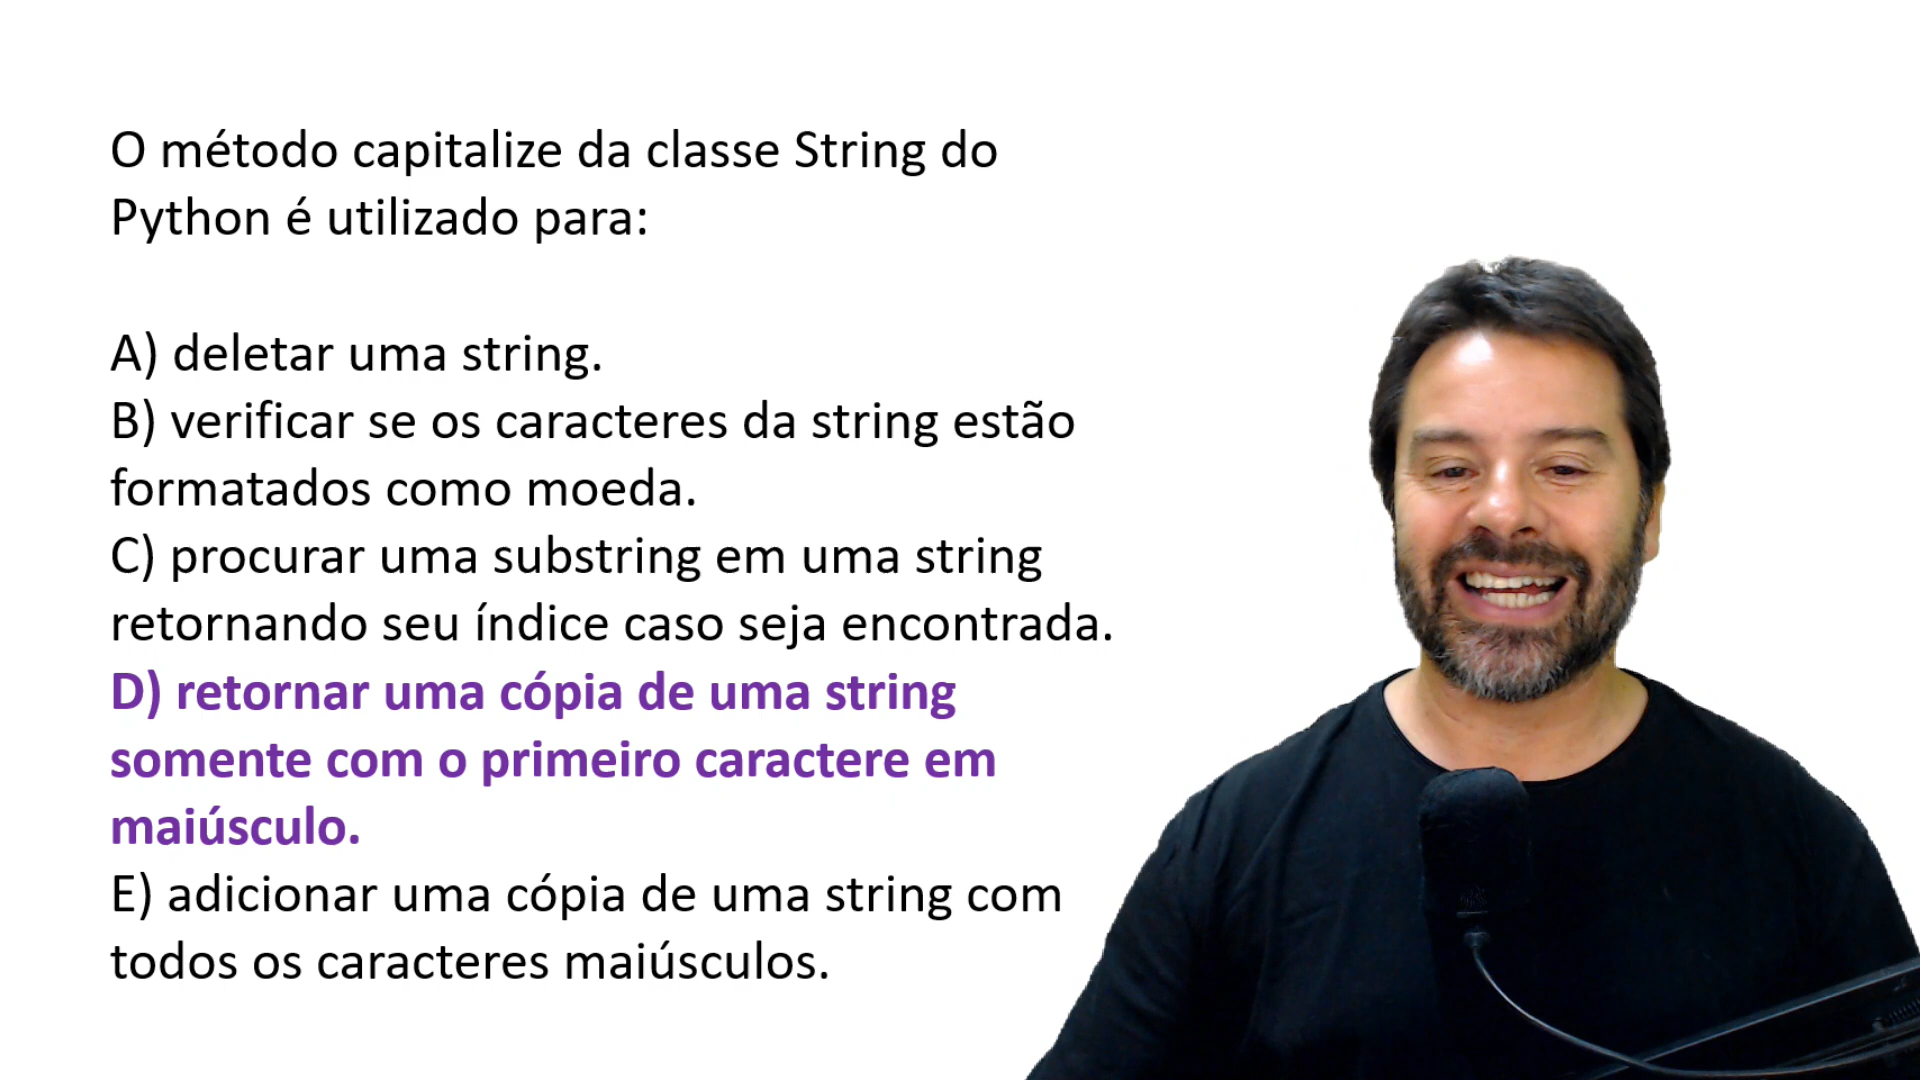 O método capitalize da classe String do
Python é utilizado para:
A) deletar uma string.
B) verificar se os caracteres da string estão
formatados como moeda.
C) procurar uma substring em uma string
retornando seu índice caso seja encontrada.
D) retornar uma cópia de uma string
somente com o primeiro caractere em
maiúsculo.
E) adicionar uma cópia de uma string com
todos os caracteres maiúsculos.